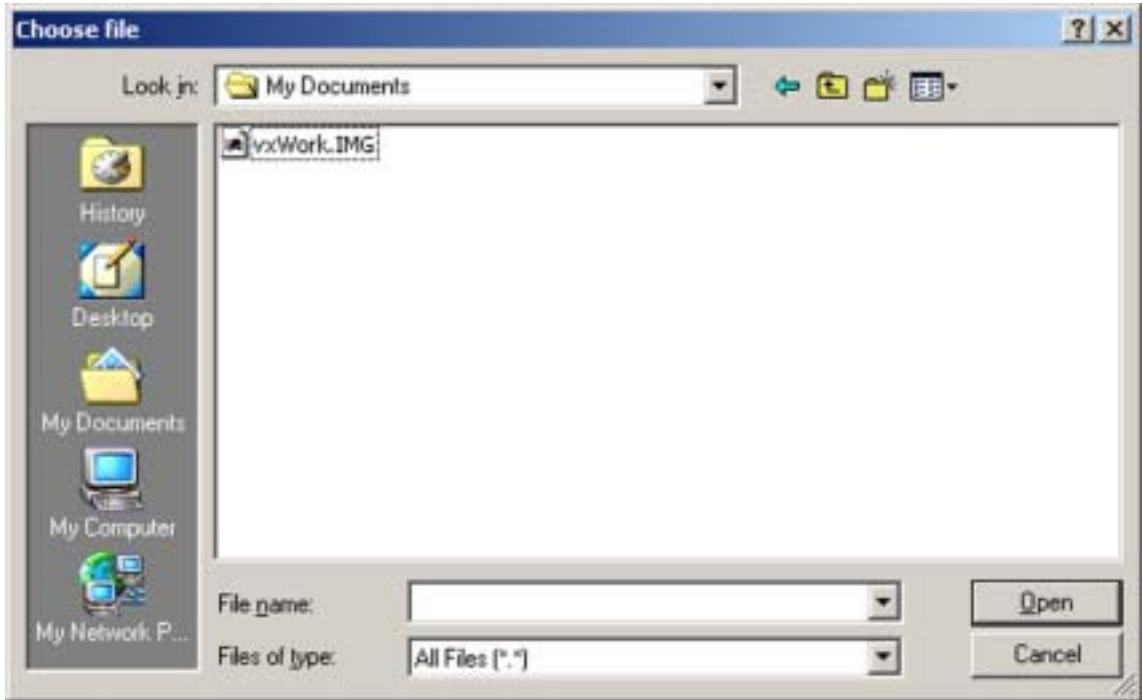 Choose file
Look in: My Documents
vxWork.IMG
History
Desktop
My Documents
My Computer
My Network P...
File name:
Open
Files of type: All Files (*.*)
Cancel